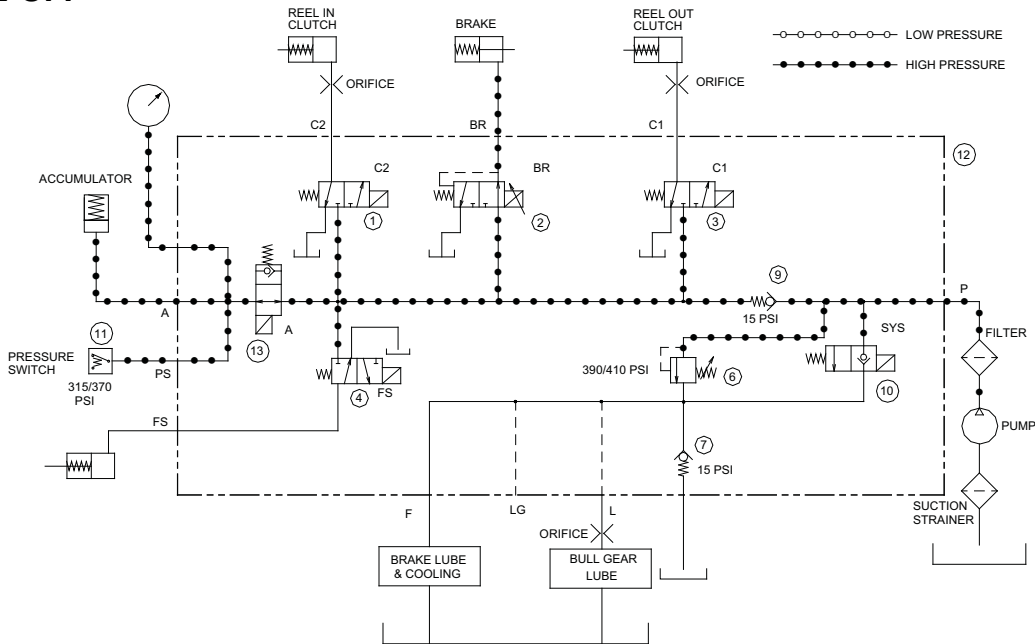 REEL IN
CLUTCH
BRAKE
REEL OUT
CLUTCH
LOW PRESSURE
HIGH PRESSURE
ORIFICE
ORIFICE
C2
BR
C1
12
ACCUMULATOR
C2
BR
C1
1
2
3
9
P
A
A
15 PSI
SYS
FILTER
11
13
PRESSURE
SWITCH
PS
390/410 PSI
6
10
315/370
PSI
4
FS
FS
PUMP
7
15 PSI
F
LG
L
SUCTION
STRAINER
ORIFICE
BRAKE LUBE
& COOLING
BULL GEAR
LUBE